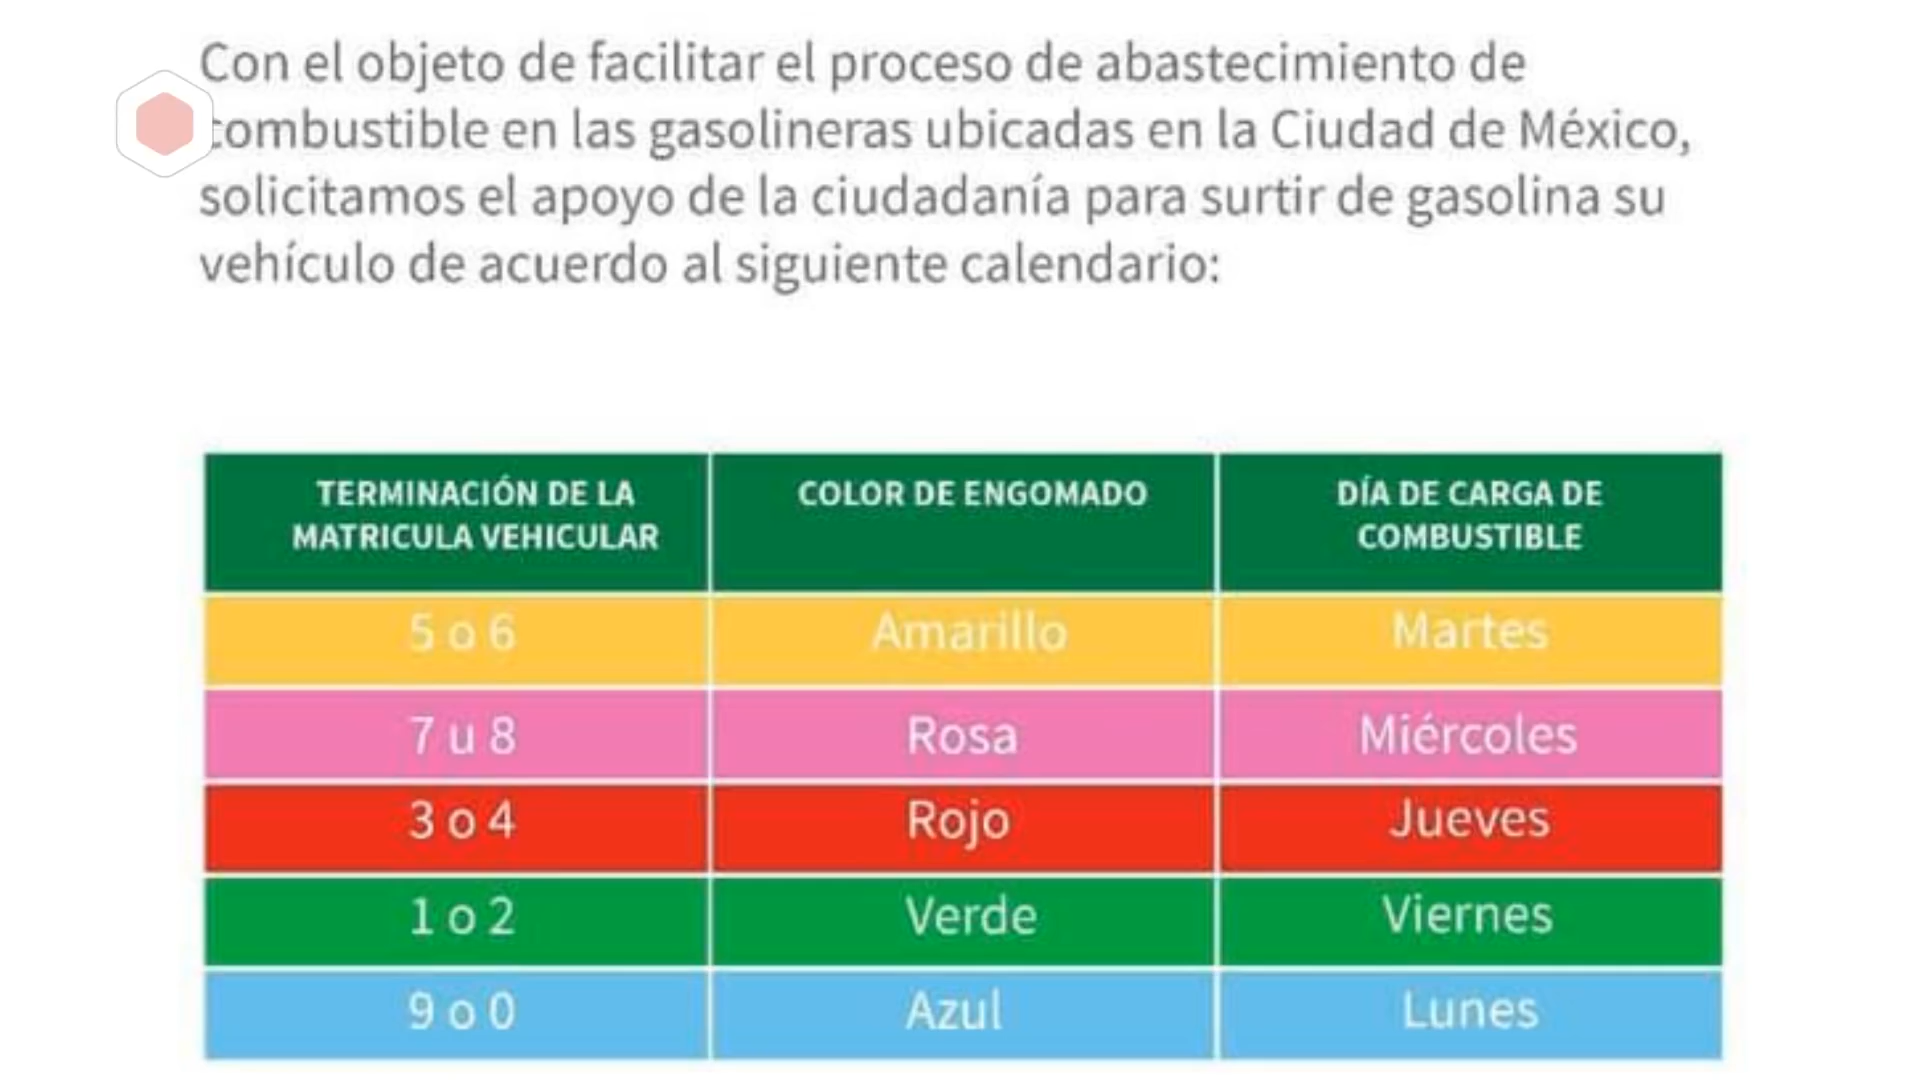 Con el objeto de facilitar el proceso de abastecimiento de
combustible en las gasolineras ubicadas en la Ciudad de México,
solicitamos el apoyo de la ciudadanía para surtir de gasolina su
vehículo de acuerdo al siguiente calendario:
TERMINACIÓN DE LA MATRICULA VEHICULAR COLOR DE ENGOMADO DÍA DE CARGA DE COMBUSTIBLE
5 o 6 Amarillo Martes
7 u 8 Rosa Miércoles
3 o 4 Rojo Jueves
1 o 2 Verde Viernes
9 o 0 Azul Lunes